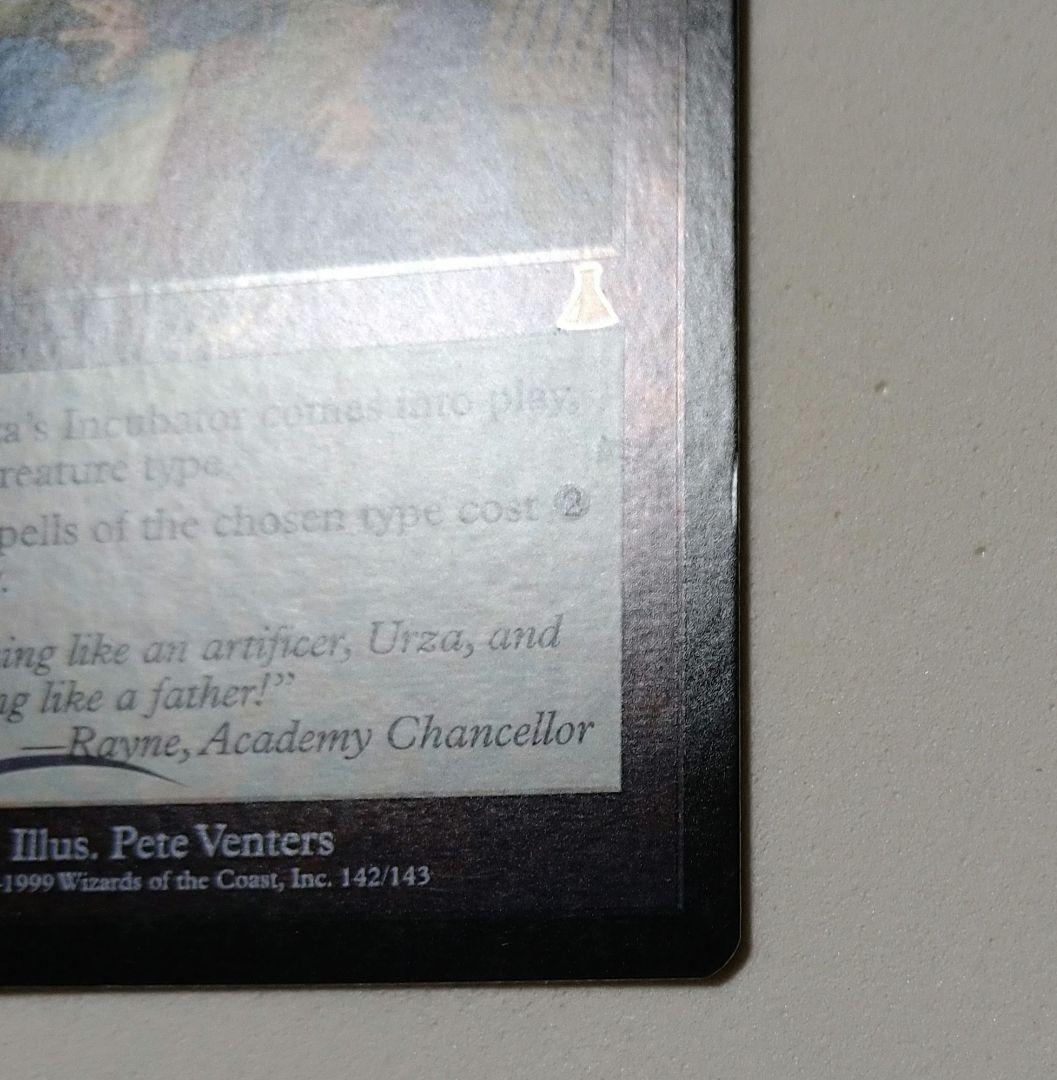 a's Incubator comes into play,
reature type
pells of the chosen type cost 2
.
ing like an artificer, Urza, and
ng like a father!”
—Rayne, Academy Chancellor
Illus. Pete Venters
-1999 Wizards of the Coast, Inc. 142/143